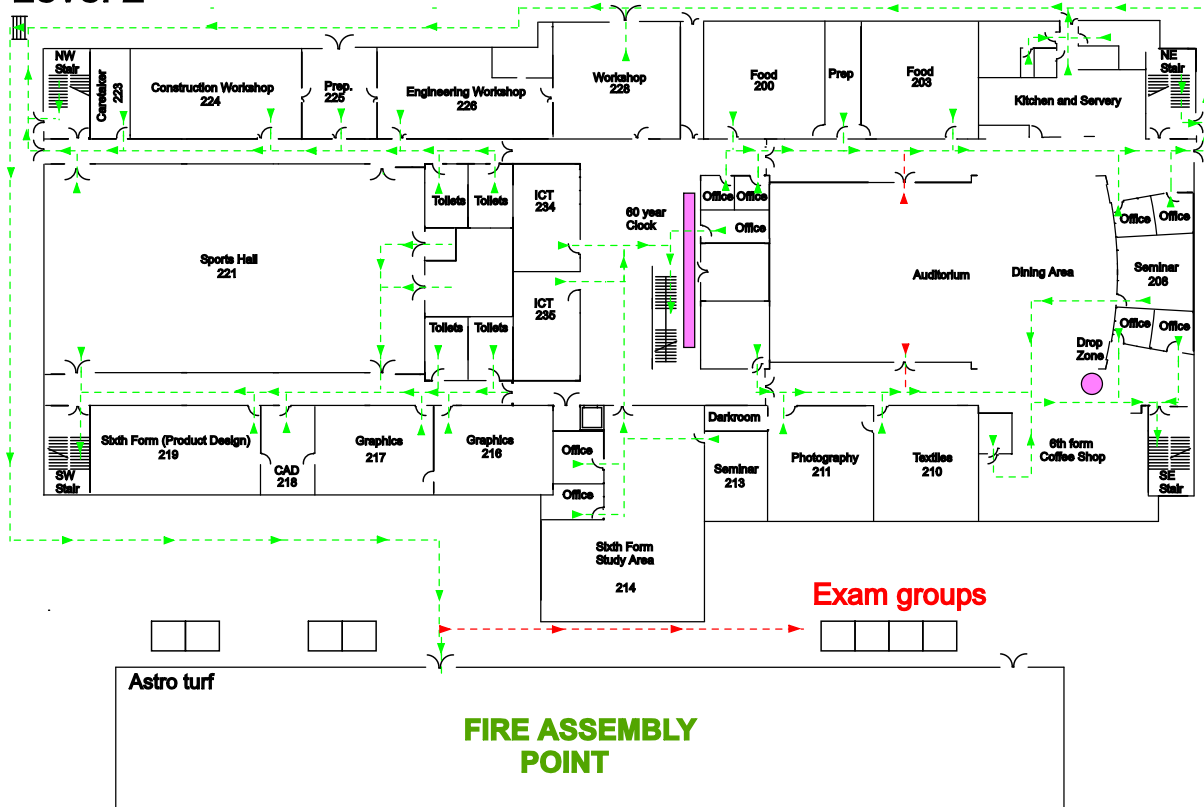 NW
Stair
Caretaker
223
Construction Workshop
224
Prep.
225
Engineering Workshop
226
Workshop
228
Food
200
Prep
Food
203
Kitchen and Servery
NE
Stair
Toilets
Toilets
ICT
234
60 year
Clock
Office
Office
Office
Sports Hall
221
Auditorium
Dining Area
Office
Office
Seminar
208
ICT
235
Toilets
Toilets
Office
Office
Drop
Zone
Sixth Form (Product Design)
219
CAD
218
Graphics
217
Graphics
216
Office
Office
Darkroom
Seminar
213
Photography
211
Textiles
210
6th form
Coffee Shop
SW
Stair
SE
Stair
Sixth Form
Study Area
214
Exam groups
Astro turf
FIRE ASSEMBLY
POINT